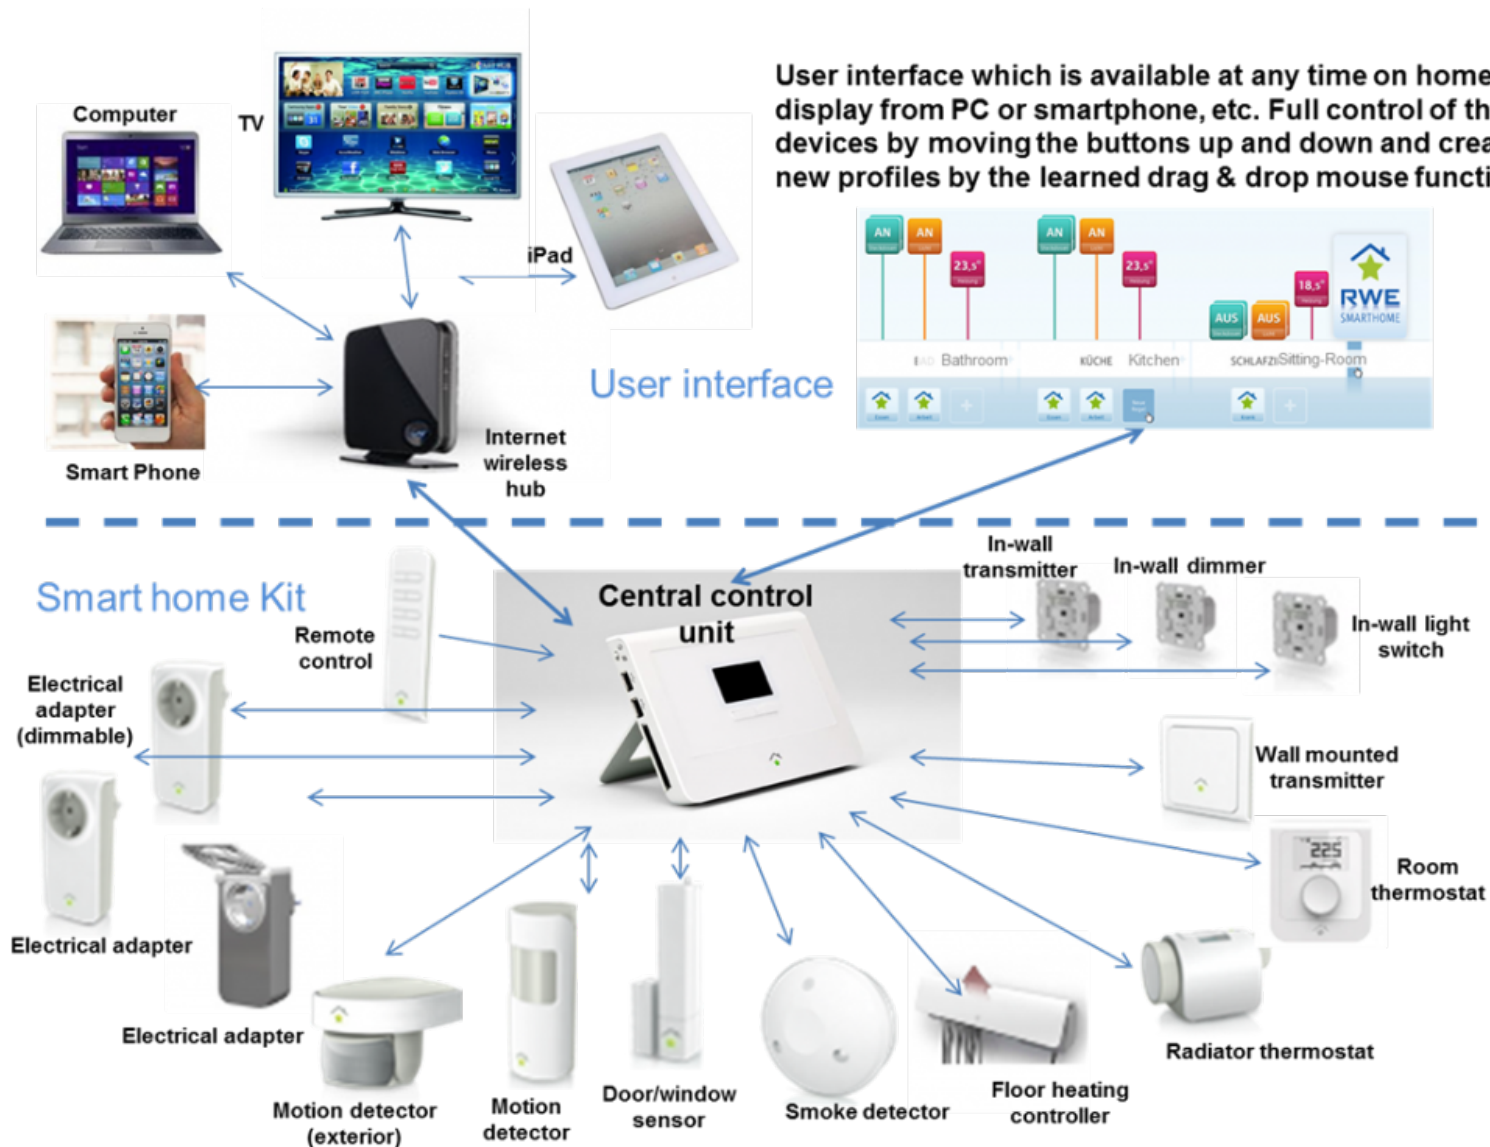 Computer
TV
iPad
Smart Phone
Internet
wireless
hub
User interface
User interface which is available at any time on home
display from PC or smartphone, etc. Full control of th
devices by moving the buttons up and down and crea
new profiles by the learned drag & drop mouse functi
AN
AN
23,5°
Heizung
AN
AN
23,5°
Heizung
AUS
AUS
18,5°
Heizung
RWE
SMARTHOME
Bathroom
KÜCHE Kitchen
SCHLAFZI Sitting-Room
Smart home Kit
Remote
control
Central control
unit
In-wall
transmitter
In-wall dimmer
In-wall light
switch
Electrical
adapter
(dimmable)
Wall mounted
transmitter
Electrical adapter
Room
thermostat
Electrical adapter
Radiator thermostat
Motion detector
(exterior)
Motion
detector
Door/window
sensor
Smoke detector
Floor heating
controller